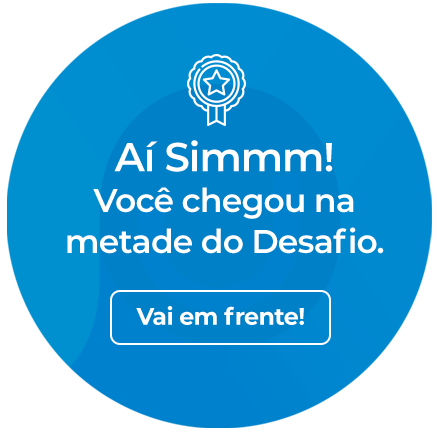 Aí Simmm!
Você chegou na
metade do Desafio.
Vai em frente!